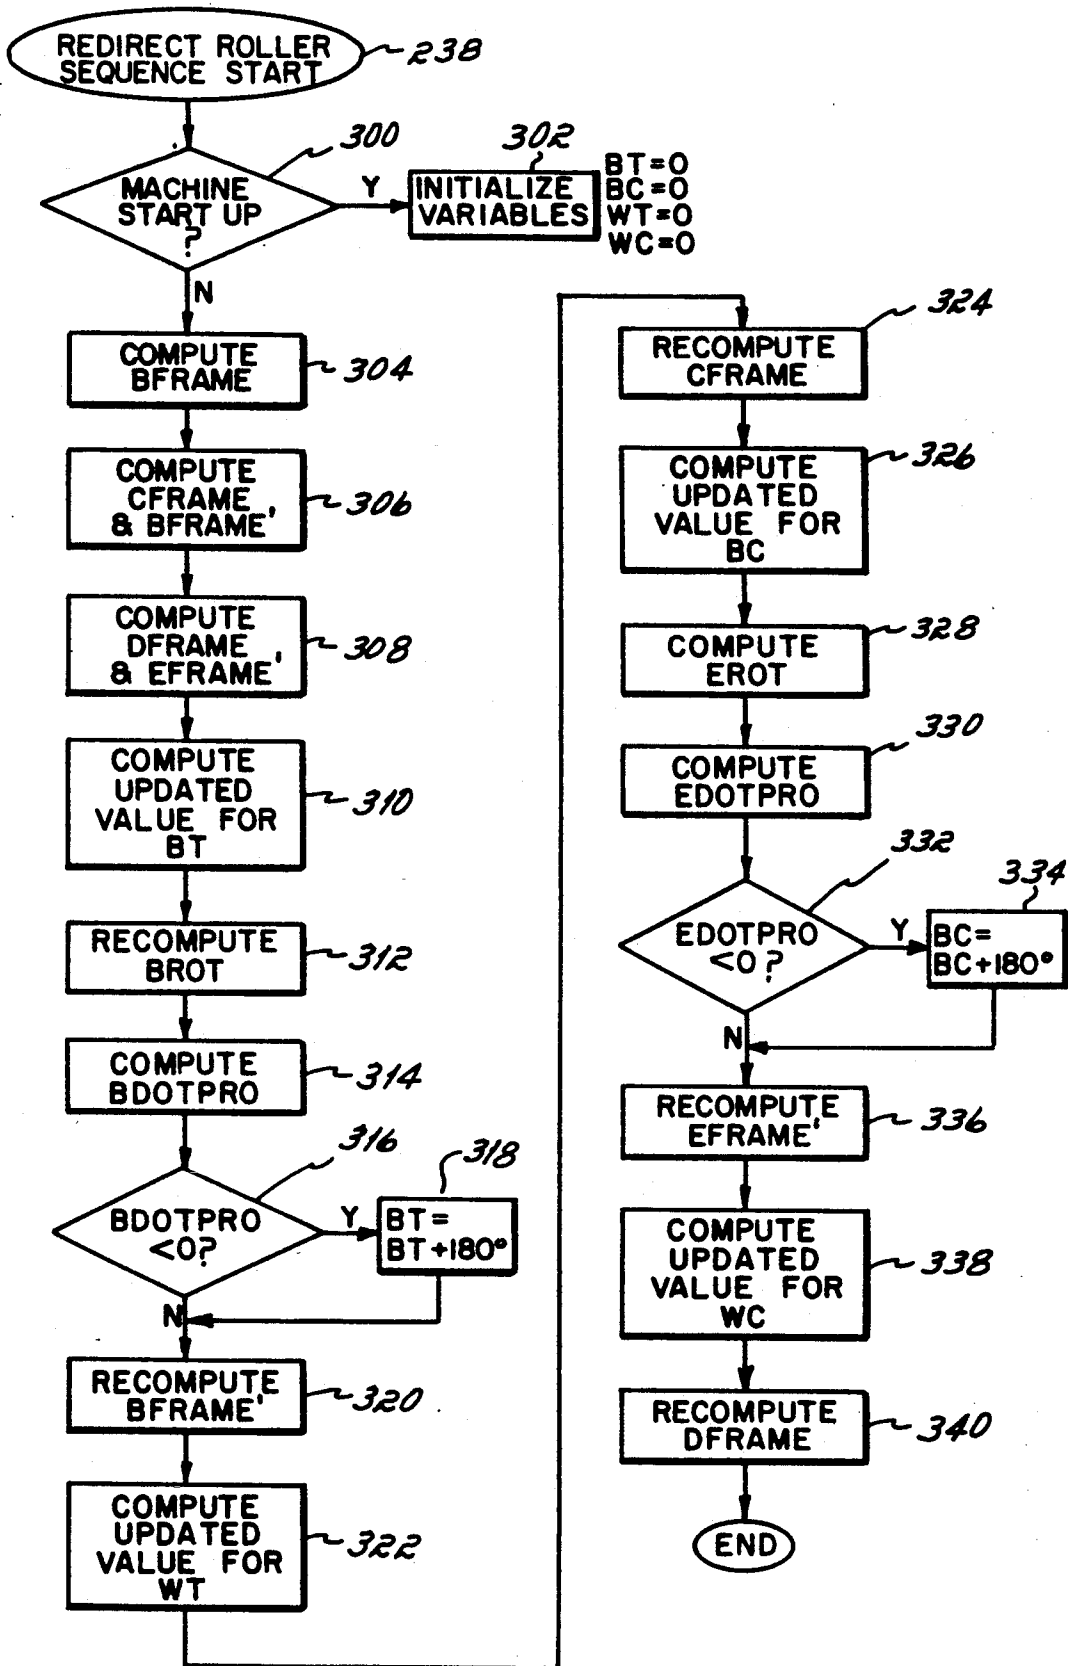 REDIRECT ROLLER
SEQUENCE START
238
300
MACHINE
START UP
?
Y
302
INITIALIZE
VARIABLES
BT=0
BC=0
WT=0
WC=0
N
COMPUTE
BFRAME
304
COMPUTE
CFRAME
& BFRAME'
306
COMPUTE
DFRAME
& EFRAME'
308
COMPUTE
UPDATED
VALUE FOR
BT
310
RECOMPUTE
BROT
312
COMPUTE
BDOTPRO
314
316
BDOTPRO
<0?
Y
318
BT=
BT+180°
N
RECOMPUTE
BFRAME'
320
COMPUTE
UPDATED
VALUE FOR
WT
322
324
RECOMPUTE
CFRAME
326
COMPUTE
UPDATED
VALUE FOR
BC
328
COMPUTE
EROT
330
COMPUTE
EDOTPRO
332
EDOTPRO
<0?
Y
334
BC=
BC+180°
N
RECOMPUTE
EFRAME'
336
COMPUTE
UPDATED
VALUE FOR
WC
338
RECOMPUTE
DFRAME
340
END